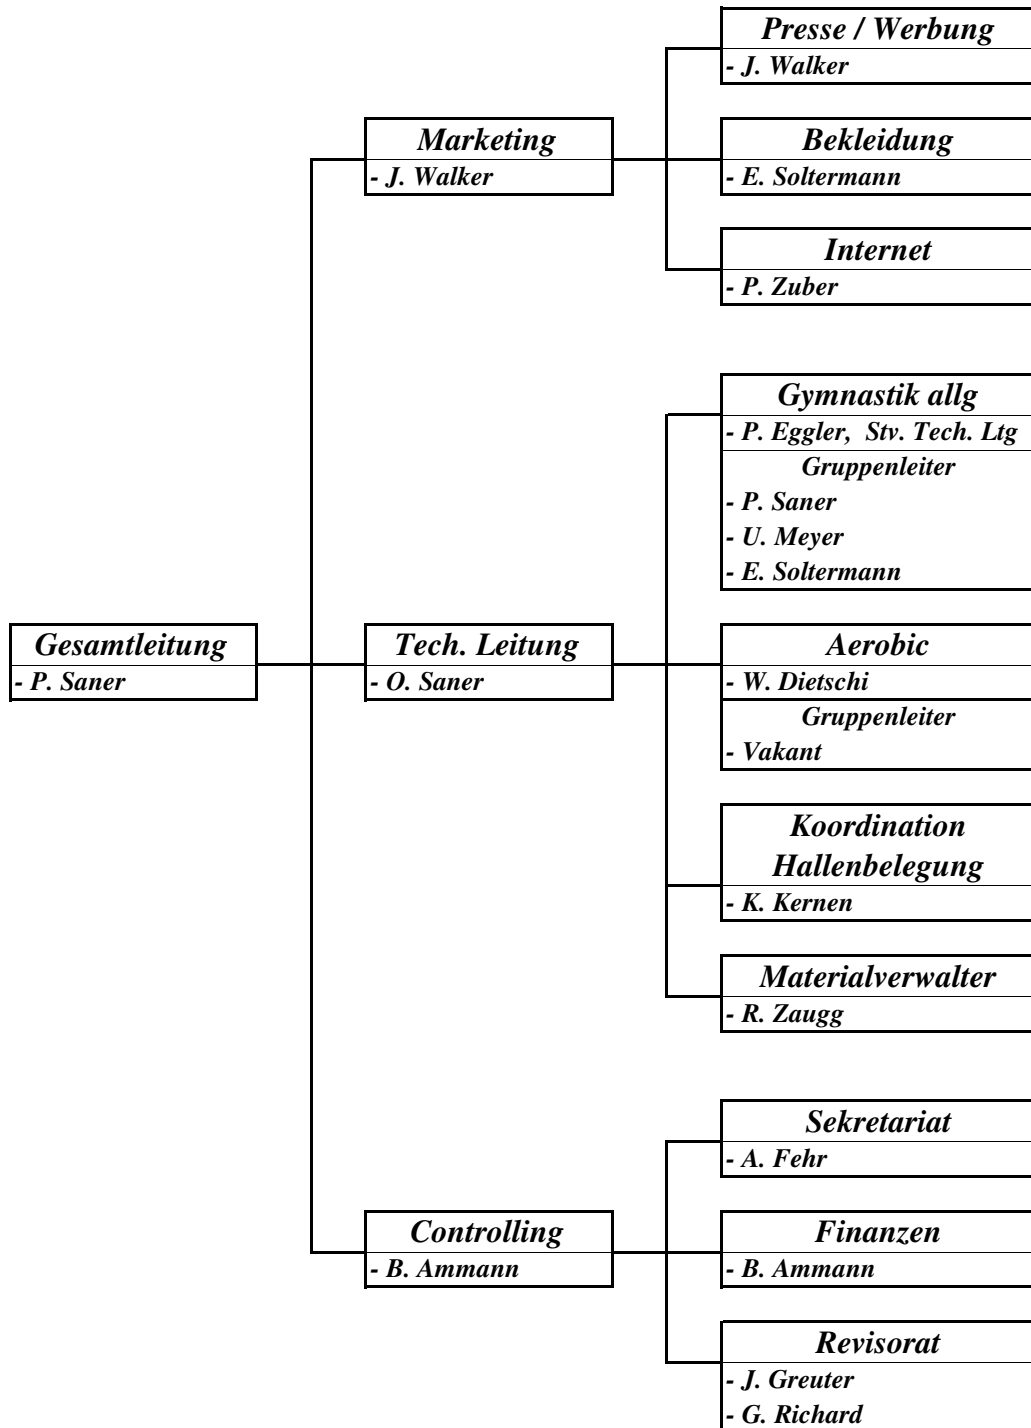 Presse / Werbung
- J. Walker
Marketing
- J. Walker
Bekleidung
- E. Soltermann
Internet
- P. Zuber
Gymnastik allg
- P. Eggler,  Stv. Tech. Ltg
Gruppenleiter
- P. Saner
- U. Meyer
- E. Soltermann
Gesamtleitung
- P. Saner
Tech. Leitung
- O. Saner
Aerobic
- W. Dietschi
Gruppenleiter
- Vakant
Koordination
Hallenbelegung
- K. Kernen
Materialverwalter
- R. Zaugg
Sekretariat
- A. Fehr
Controlling
- B. Ammann
Finanzen
- B. Ammann
Revisorat
- J. Greuter
- G. Richard